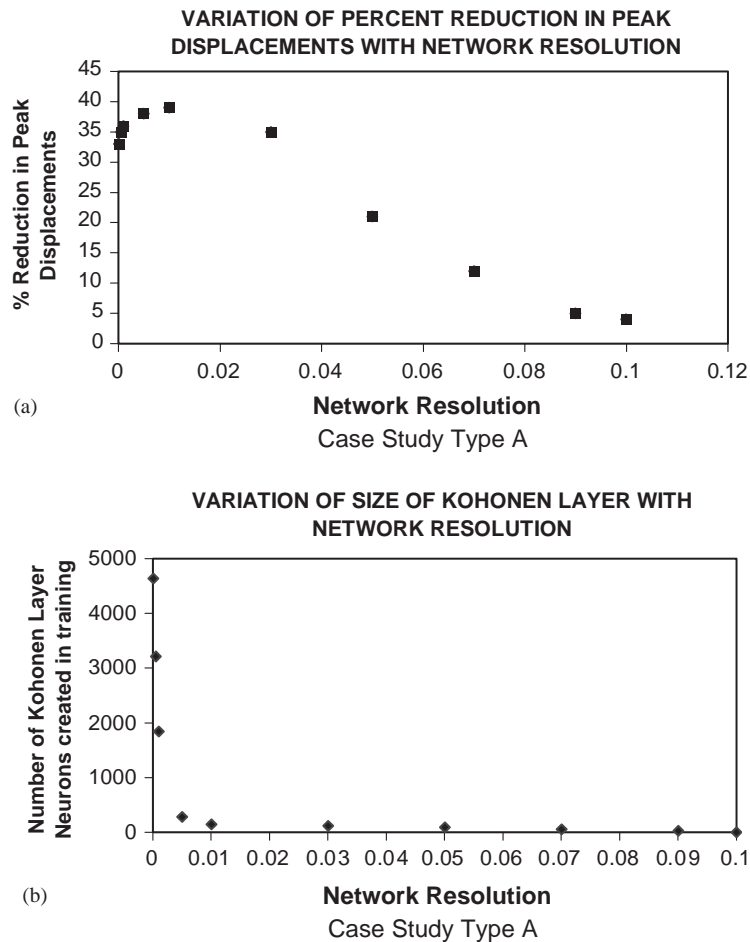 VARIATION OF PERCENT REDUCTION IN PEAK
DISPLACEMENTS WITH NETWORK RESOLUTION
% Reduction in Peak
Displacements
45
40
35
30
25
20
15
10
5
0
0 0.02 0.04 0.06 0.08 0.1 0.12
(a)
Network Resolution
Case Study Type A
VARIATION OF SIZE OF KOHONEN LAYER WITH
NETWORK RESOLUTION
Number of Kohonen Layer
Neurons created in training
5000
4000
3000
2000
1000
0
0 0.01 0.02 0.03 0.04 0.05 0.06 0.07 0.08 0.09 0.1
(b)
Network Resolution
Case Study Type A